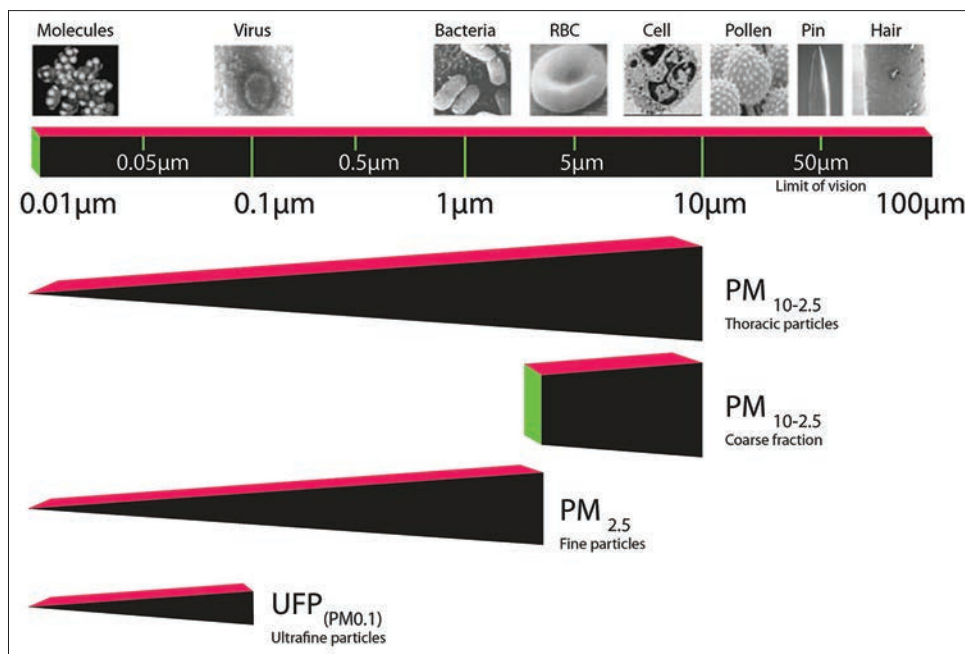 Molecules Virus Bacteria RBC Cell Pollen Pin Hair
0.05µm 0.5µm 5µm 50µm
Limit of vision
0.01µm 0.1µm 1µm 10µm 100µm
PM 10-2.5
Thoracic particles
PM 10-2.5
Coarse fraction
PM 2.5
Fine particles
UFP (PM0.1)
Ultrafine particles